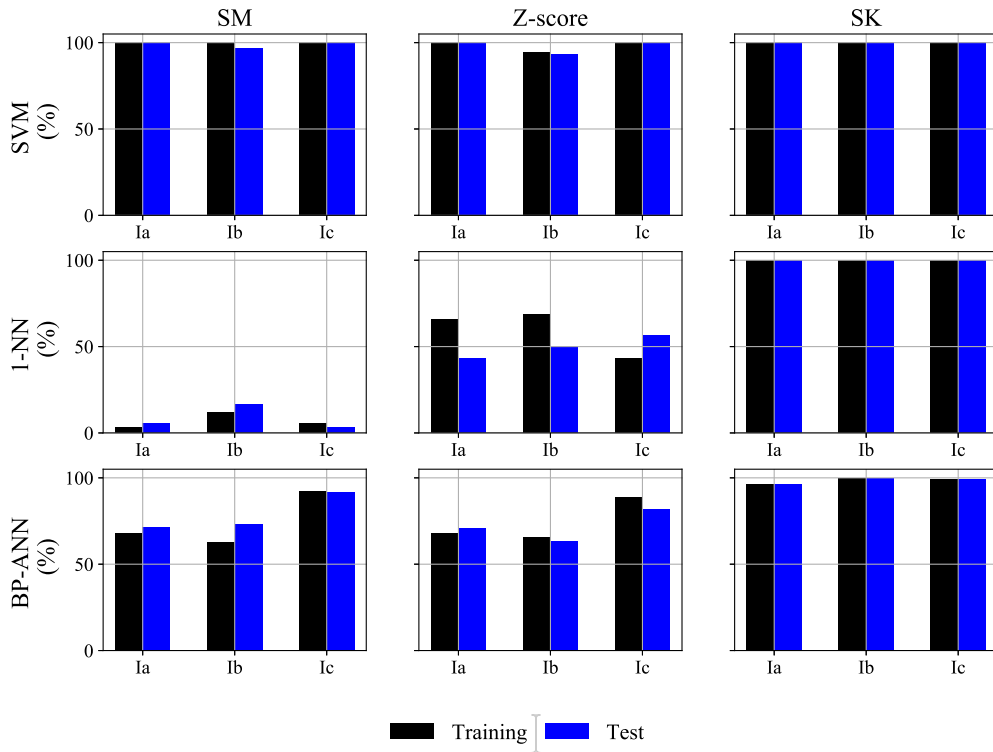 SM Z-score SK
SVM
(%)
100
50
0
Ia Ib Ic Ia Ib Ic Ia Ib Ic
1-NN
(%)
100
50
0
Ia Ib Ic Ia Ib Ic Ia Ib Ic
BP-ANN
(%)
100
50
0
Ia Ib Ic Ia Ib Ic Ia Ib Ic
Training Test